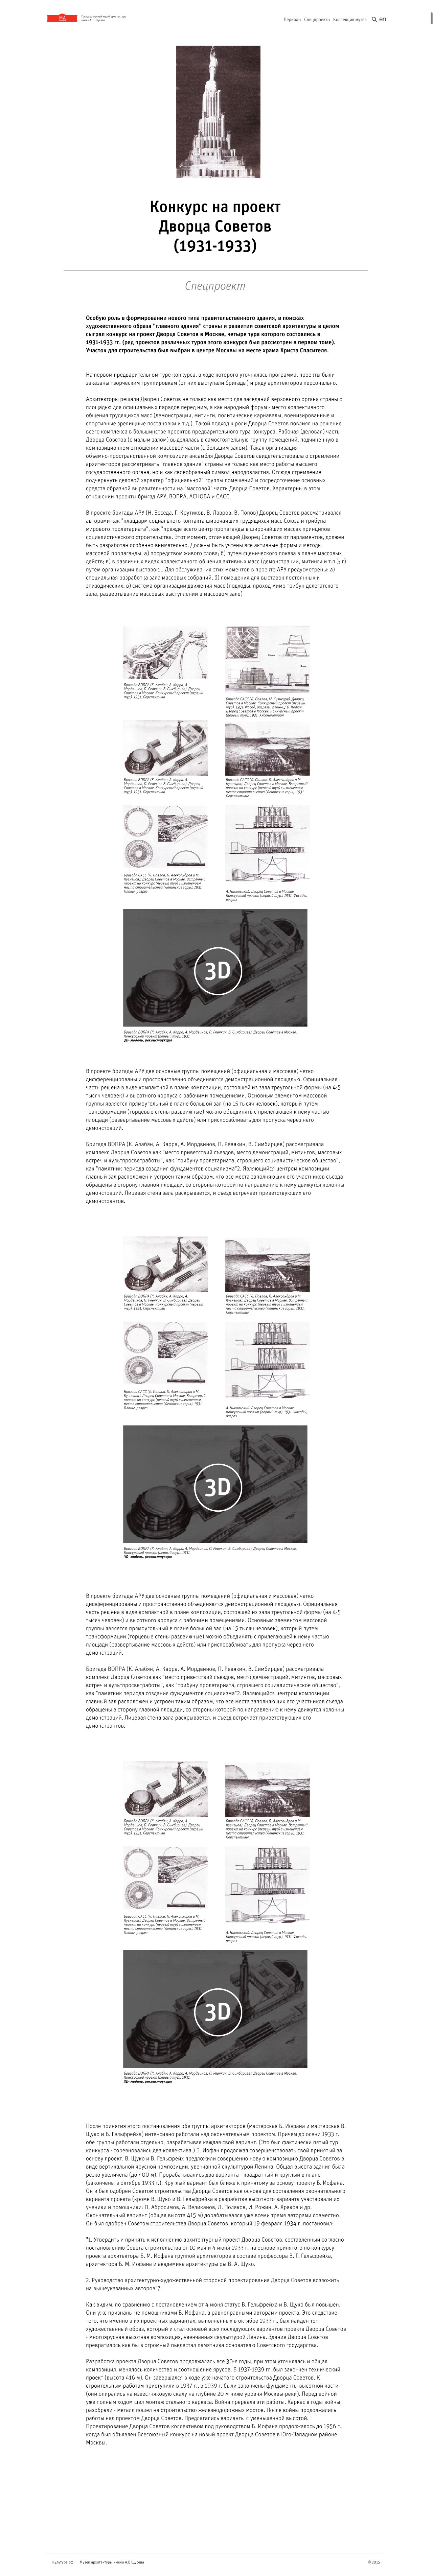 Государственный музей архитектуры
имени А. В. Щусева
Периоды Спецпроекты Коллекция музея en
Конкурс на проект
Дворца Советов
(1931-1933)
Спецпроект
Особую роль в формировании нового типа правительственного здания, в поисках
художественного образа "главного здания" страны и развитии советской архитектуры в целом
сыграл конкурс на проект Дворца Советов в Москве, четыре тура которого состоялись в
1931-1933 гг. (ряд проектов различных туров этого конкурса был рассмотрен в первом томе).
Участок для строительства был выбран в центре Москвы на месте храма Христа Спасителя.
На первом предварительном туре конкурса, в ходе которого уточнялась программа, проекты были
заказаны творческим группировкам (от них выступали бригады) и ряду архитекторов персонально.
Архитекторы решали Дворец Советов не только как место для заседаний верховного органа страны с
площадью для официальных парадов перед ним, а как народный форум - место коллективного
общения трудящихся масс (демонстрации, митинги, политические карнавалы, военизированные и
спортивные зрелищные постановки и т.д.). Такой подход к роли Дворца Советов повлиял на решение
всего комплекса в большинстве проектов предварительного тура конкурса. Рабочая (деловая) часть
Дворца Советов (с малым залом) выделялась в самостоятельную группу помещений, подчиненную в
композиционном отношении массовой части (с большим залом). Такая организация
объемно-пространственной композиции ансамбля Дворца Советов свидетельствовала о стремлении
архитекторов рассматривать "главное здание" страны не только как место работы высшего
государственного органа, но и как своеобразный символ народовластия. Отсюда стремление
подчеркнуть деловой характер "официальной" группы помещений и сосредоточение основных
средств образной выразительности на "массовой" части Дворца Советов. Характерны в этом
отношении проекты бригад АРУ, ВОПРА, АСНОВА и САСС.
В проекте бригады АРУ (Н. Беседа, Г. Крутиков, В. Лавров, В. Попов) Дворец Советов рассматривался
авторами как "плацдарм социального контакта широчайших трудящихся масс Союза и трибуна
мирового пролетариата", как "прежде всего центр пропаганды в широчайших массах принципов
социалистического строительства. Этот момент, отличающий Дворец Советов от парламентов, должен
быть разработан особенно внимательно. Должны быть учтены все активные формы и методы
массовой пропаганды: а) посредством живого слова; б) путем сценического показа в плане массовых
действ; в) в различных видах коллективного общения активных масс (демонстрации, митинги и т.п.); г)
путем организации выставок... Для обслуживания этих моментов в проекте АРУ предусмотрены: а)
специальная разработка зала массовых собраний, б) помещения для выставок постоянных и
эпизодических, в) система организации движения масс (подходы, проход мимо трибун делегатского
зала, развертывание массовых выступлений в массовом зале)
Бригада ВОПРА (К. Алабян, А. Карра, А.
Мордвинов, П. Ревякин, В. Симбирцев). Дворец
Советов в Москве. Конкурсный проект (первый
тур). 1931. Перспектива
Бригада САСС (Л. Павлов, М. Кузнецов). Дворец
Советов в Москве. Конкурсный проект (первый
Дворец Советов в Москве. Конкурсный проект
(первый тур). 1931. Аксонометрия
Бригада ВОПРА (К. Алабян, А. Карра, А.
Мордвинов, П. Ревякин, В. Симбирцев). Дворец
Советов в Москве. Конкурсный проект (первый
тур). 1931. Перспектива
Бригада САСС (Л. Павлов, П. Александров и М.
Кузнецов). Дворец Советов в Москве. Встречный
проект на конкурс (первый тур) с изменением
места строительства (Ленинские горы). 1931.
Перспективы
Бригада САСС (Л. Павлов, П. Александров и М.
Кузнецов). Дворец Советов в Москве. Встречный
проект на конкурс (первый тур) с изменением
места строительства (Ленинские горы). 1931.
Планы, разрез
А. Никольский. Дворец Советов в Москве.
Конкурсный проект (первый тур). 1931. Фасады,
разрез
3D
Бригада ВОПРА (К. Алабян, А. Карра, А. Мордвинов, П. Ревякин, В. Симбирцев). Дворец Советов в Москве.
Конкурсный проект (первый тур). 1931.
3D- модель, реконструкция
В проекте бригады АРУ две основные группы помещений (официальная и массовая) четко
дифференцированы и пространственно объединяются демонстрационной площадью. Официальная
часть решена в виде компактной в плане композиции, состоящей из зала треугольной формы (на 4-5
тысяч человек) и высотного корпуса с рабочими помещениями. Основным элементом массовой
группы является прямоугольный в плане большой зал (на 15 тысяч человек), который путем
трансформации (торцевые стены раздвижные) можно объединять с прилегающей к нему частью
площади (развертывание массовых действ) или приспосабливать для пропуска через него
демонстраций.
Бригада ВОПРА (К. Алабян, А. Карра, А. Мордвинов, П. Ревякин, В. Симбирцев) рассматривала
комплекс Дворца Советов как "место приветствий съездов, место демонстраций, митингов, массовых
встреч и культпросветработы", как "трибуну пролетариата, строящего социалистическое общество",
как "памятник периода создания фундаментов социализма"2. Являющийся центром композиции
главный зал расположен и устроен таким образом, что все места заполняющих его участников съезда
обращены в сторону главной площади, со стороны которой по направлению к нему движутся колонны
демонстраций. Лицевая стена зала раскрывается, и съезд встречает приветствующих его
демонстрантов.
Бригада ВОПРА (К. Алабян, А. Карра, А.
Мордвинов, П. Ревякин, В. Симбирцев). Дворец
Советов в Москве. Конкурсный проект (первый
тур). 1931. Перспектива
Бригада САСС (Л. Павлов, П. Александров и М.
Кузнецов). Дворец Советов в Москве. Встречный
проект на конкурс (первый тур) с изменением
места строительства (Ленинские горы). 1931.
Перспективы
Бригада САСС (Л. Павлов, П. Александров и М.
Кузнецов). Дворец Советов в Москве. Встречный
проект на конкурс (первый тур) с изменением
места строительства (Ленинские горы). 1931.
Планы, разрез
А. Никольский. Дворец Советов в Москве.
Конкурсный проект (первый тур). 1931. Фасады,
разрез
3D
Бригада ВОПРА (К. Алабян, А. Карра, А. Мордвинов, П. Ревякин, В. Симбирцев). Дворец Советов в Москве.
Конкурсный проект (первый тур). 1931.
3D- модель, реконструкция
В проекте бригады АРУ две основные группы помещений (официальная и массовая) четко
дифференцированы и пространственно объединяются демонстрационной площадью. Официальная
часть решена в виде компактной в плане композиции, состоящей из зала треугольной формы (на 4-5
тысяч человек) и высотного корпуса с рабочими помещениями. Основным элементом массовой
группы является прямоугольный в плане большой зал (на 15 тысяч человек), который путем
трансформации (торцевые стены раздвижные) можно объединять с прилегающей к нему частью
площади (развертывание массовых действ) или приспосабливать для пропуска через него
демонстраций.
Бригада ВОПРА (К. Алабян, А. Карра, А. Мордвинов, П. Ревякин, В. Симбирцев) рассматривала
комплекс Дворца Советов как "место приветствий съездов, место демонстраций, митингов, массовых
встреч и культпросветработы", как "трибуну пролетариата, строящего социалистическое общество",
как "памятник периода создания фундаментов социализма"2. Являющийся центром композиции
главный зал расположен и устроен таким образом, что все места заполняющих его участников съезда
обращены в сторону главной площади, со стороны которой по направлению к нему движутся колонны
демонстраций. Лицевая стена зала раскрывается, и съезд встречает приветствующих его
демонстрантов.
Бригада ВОПРА (К. Алабян, А. Карра, А.
Мордвинов, П. Ревякин, В. Симбирцев). Дворец
Советов в Москве. Конкурсный проект (первый
тур). 1931. Перспектива
Бригада САСС (Л. Павлов, П. Александров и М.
Кузнецов). Дворец Советов в Москве. Встречный
проект на конкурс (первый тур) с изменением
места строительства (Ленинские горы). 1931.
Перспективы
Бригада САСС (Л. Павлов, П. Александров и М.
Кузнецов). Дворец Советов в Москве. Встречный
проект на конкурс (первый тур) с изменением
места строительства (Ленинские горы). 1931.
Планы, разрез
А. Никольский. Дворец Советов в Москве.
Конкурсный проект (первый тур). 1931. Фасады,
разрез
3D
Бригада ВОПРА (К. Алабян, А. Карра, А. Мордвинов, П. Ревякин, В. Симбирцев). Дворец Советов в Москве.
Конкурсный проект (первый тур). 1931.
3D- модель, реконструкция
После принятия этого постановления обе группы архитекторов (мастерская Б. Иофана и мастерская В.
Щуко и В. Гельфрейха) интенсивно работали над окончательным проектом. Причем до осени 1933 г.
обе группы работали отдельно, разрабатывая каждая свой вариант. (Это был фактически пятый тур
конкурса - соревновались два коллектива.) Б. Иофан продолжал совершенствовать свой принятый за
основу проект. В. Щуко и В. Гельфрейх предложили совершенно новую композицию Дворца Советов в
виде вертикальной ярусной композиции, увенчанной скульптурой Ленина. Общая высота здания была
резко увеличена (до 400 м). Прорабатывались два варианта - квадратный и круглый в плане
(закончены в октябре 1933 г.). Круглый вариант был ближе к принятому за основу проекту Б. Иофана.
Он и был одобрен Советом строительства Дворца Советов как основа для составления окончательного
варианта проекта (кроме В. Щуко и В. Гельфрейха в разработке высотного варианта участвовали их
ученики и помощники: П. Абросимов, А. Великанов, Л. Поляков, И. Рожин, А. Хряков и др.
Окончательный вариант (общая высота 415 м) дорабатывался уже всеми тремя авторами совместно.
Он был одобрен Советом строительства Дворца Советов, который 19 февраля 1934 г. постановил:
"1. Утвердить и принять к исполнению архитектурный проект Дворца Советов, составленный согласно
постановлению Совета строительства от 10 мая и 4 июня 1933 г. на основе принятого по конкурсу
проекта архитектора Б. М. Иофана группой архитекторов в составе профессора В. Г. Гельфрейха,
архитектора Б. М. Иофана и академика архитектуры ры В. А. Щуко.
2. Руководство архитектурно-художественной стороной проектирования Дворца Советов возложить
на вышеуказанных авторов"7.
Как видим, по сравнению с постановлением от 4 июня статус В. Гельфрейха и В. Щуко был повышен.
Они уже признаны не помощниками Б. Иофана, а равноправными авторами проекта. Это следствие
того, что именно в их проектных вариантах, выполненных в октябре 1933 г., был найден тот
художественный образ, который и стал основой всех последующих вариантов проекта Дворца Советов
- многоярусная высотная композиция, увенчанная скульптурой Ленина. Здание Дворца Советов
превратилось как бы в огромный пьедестал памятника основателю Советского государства.
Разработка проекта Дворца Советов продолжалась все 30-е годы, при этом уточнялась и общая
композиция, менялось количество и соотношение ярусов. В 1937-1939 гг. был закончен технический
проект (высота 416 м). Он завершался в ходе уже начатого строительства Дворца Советов. К
строительным работам приступили в 1937 г., в 1939 г. были закончены фундаменты высотной части
(они опирались на известняковую скалу на глубине 20 м ниже уровня Москвы-реки). Перед войной
уже полным ходом шел монтаж стального каркаса. Война прервала эти работы. Каркас в годы войны
разобрали - металл пошел на строительство железнодорожных мостов. После войны продолжались
работы над проектом Дворца Советов. Предлагались варианты с уменьшенной высотой.
Проектирование Дворца Советов коллективом под руководством Б. Иофана продолжалось до 1956 г.,
когда был объявлен Всесоюзный конкурс на новый проект Дворца Советов в Юго-Западном районе
Москвы.
Культура.рф Музей архитектуры имени А.В.Щусева © 2015